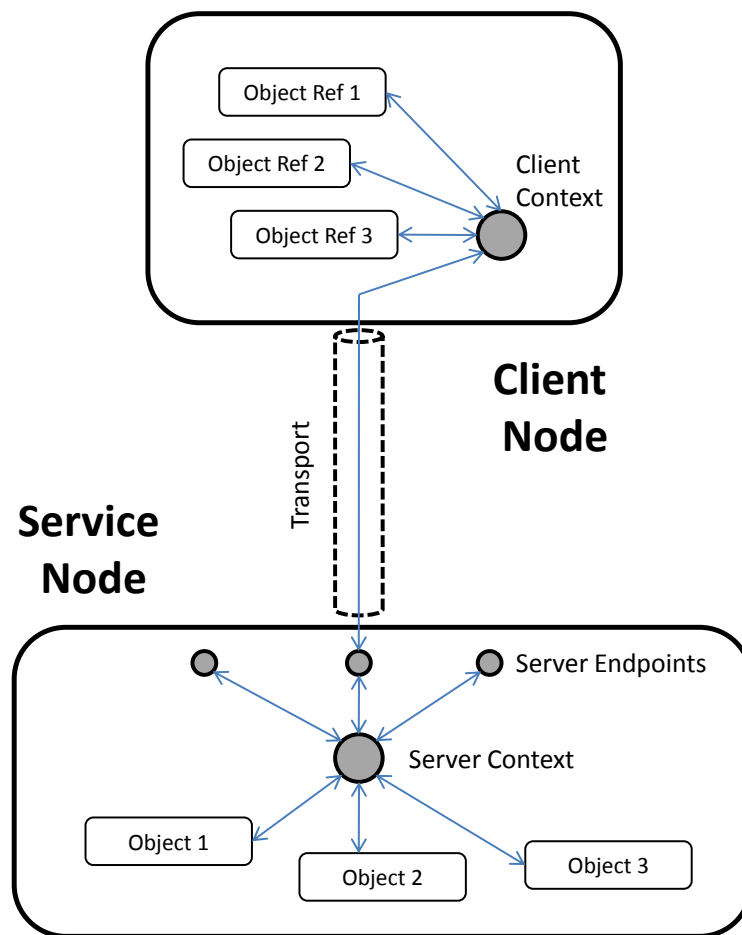 Object Ref 1
Object Ref 2
Object Ref 3
Client
Context
Client
Node
Transport
Service
Node
Server Endpoints
Server Context
Object 1
Object 2
Object 3